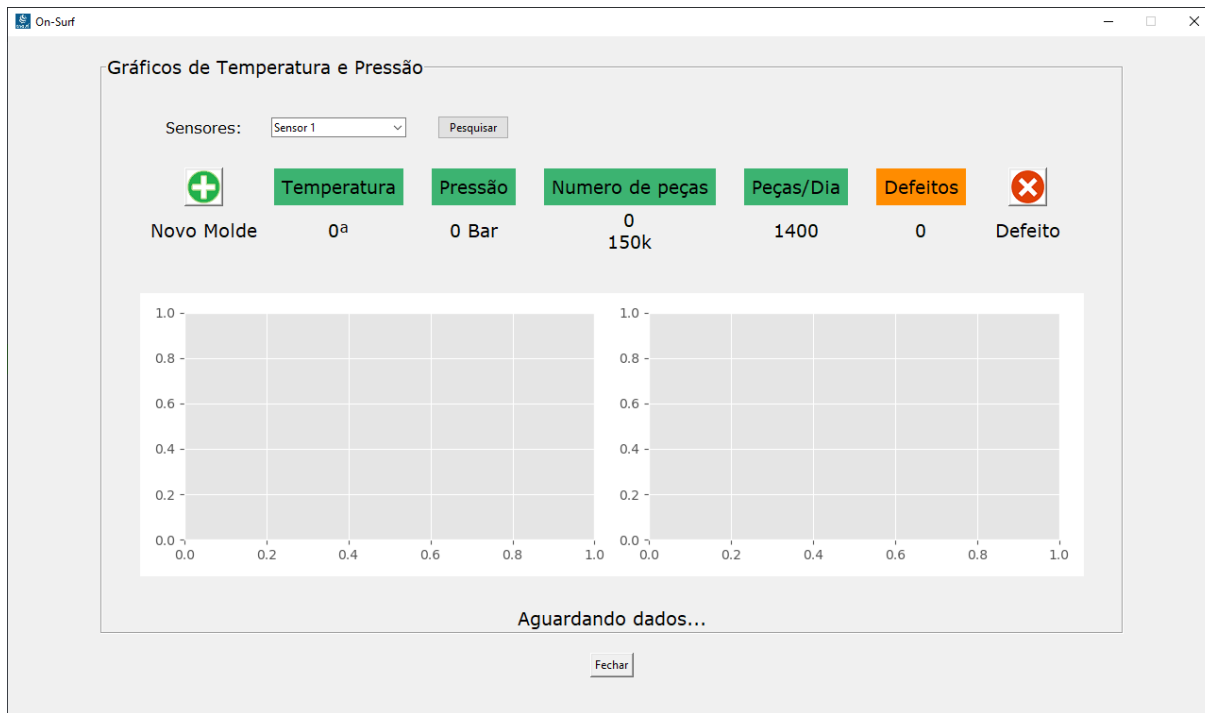 On-Surf
Gráficos de Temperatura e Pressão
Sensores: Sensor 1 Pesquisar
Temperatura Pressão Numero de peças Peças/Dia Defeitos
Novo Molde 0ª 0 Bar 0 1400 0 Defeito
150k
1.0 1.0
0.8 0.8
0.6 0.6
0.4 0.4
0.2 0.2
0.0 0.0
0.0 0.2 0.4 0.6 0.8 1.0 0.0 0.2 0.4 0.6 0.8 1.0
Aguardando dados...
Fechar